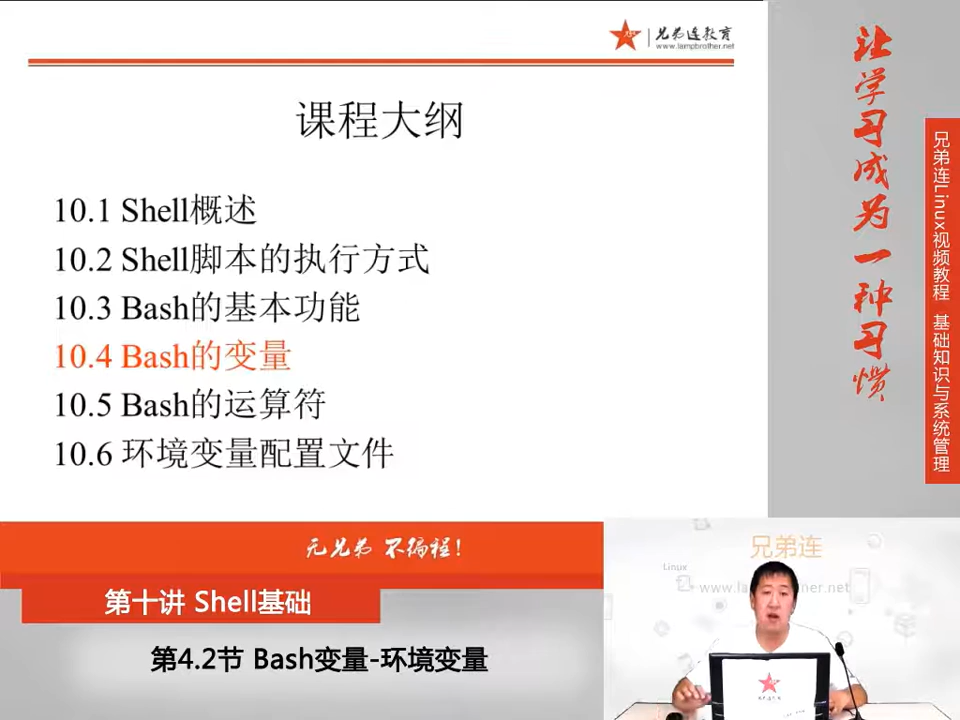 兄弟连教育
www.lampbrother.net
课程大纲
10.1 Shell概述
10.2 Shell脚本的执行方式
10.3 Bash的基本功能
10.4 Bash的变量
10.5 Bash的运算符
10.6 环境变量配置文件
让学习成为一种习惯
兄弟连Linux视频教程 基础知识与系统管理
无兄弟 不编程!
第十讲 Shell基础
第4.2节 Bash变量-环境变量
兄弟连
Linux